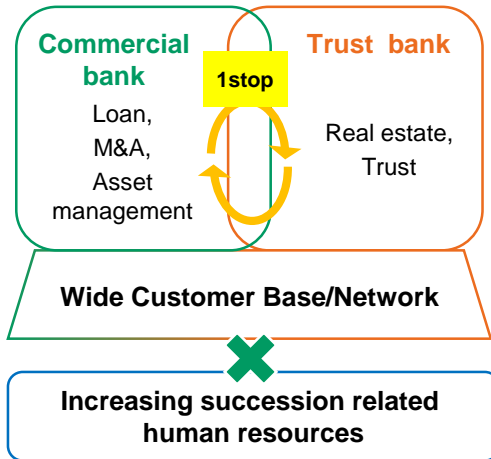 Commercial
bank
Trust bank
1stop
Loan,
M&A,
Asset
management
Real estate,
Trust
Wide Customer Base/Network
Increasing succession related
human resources